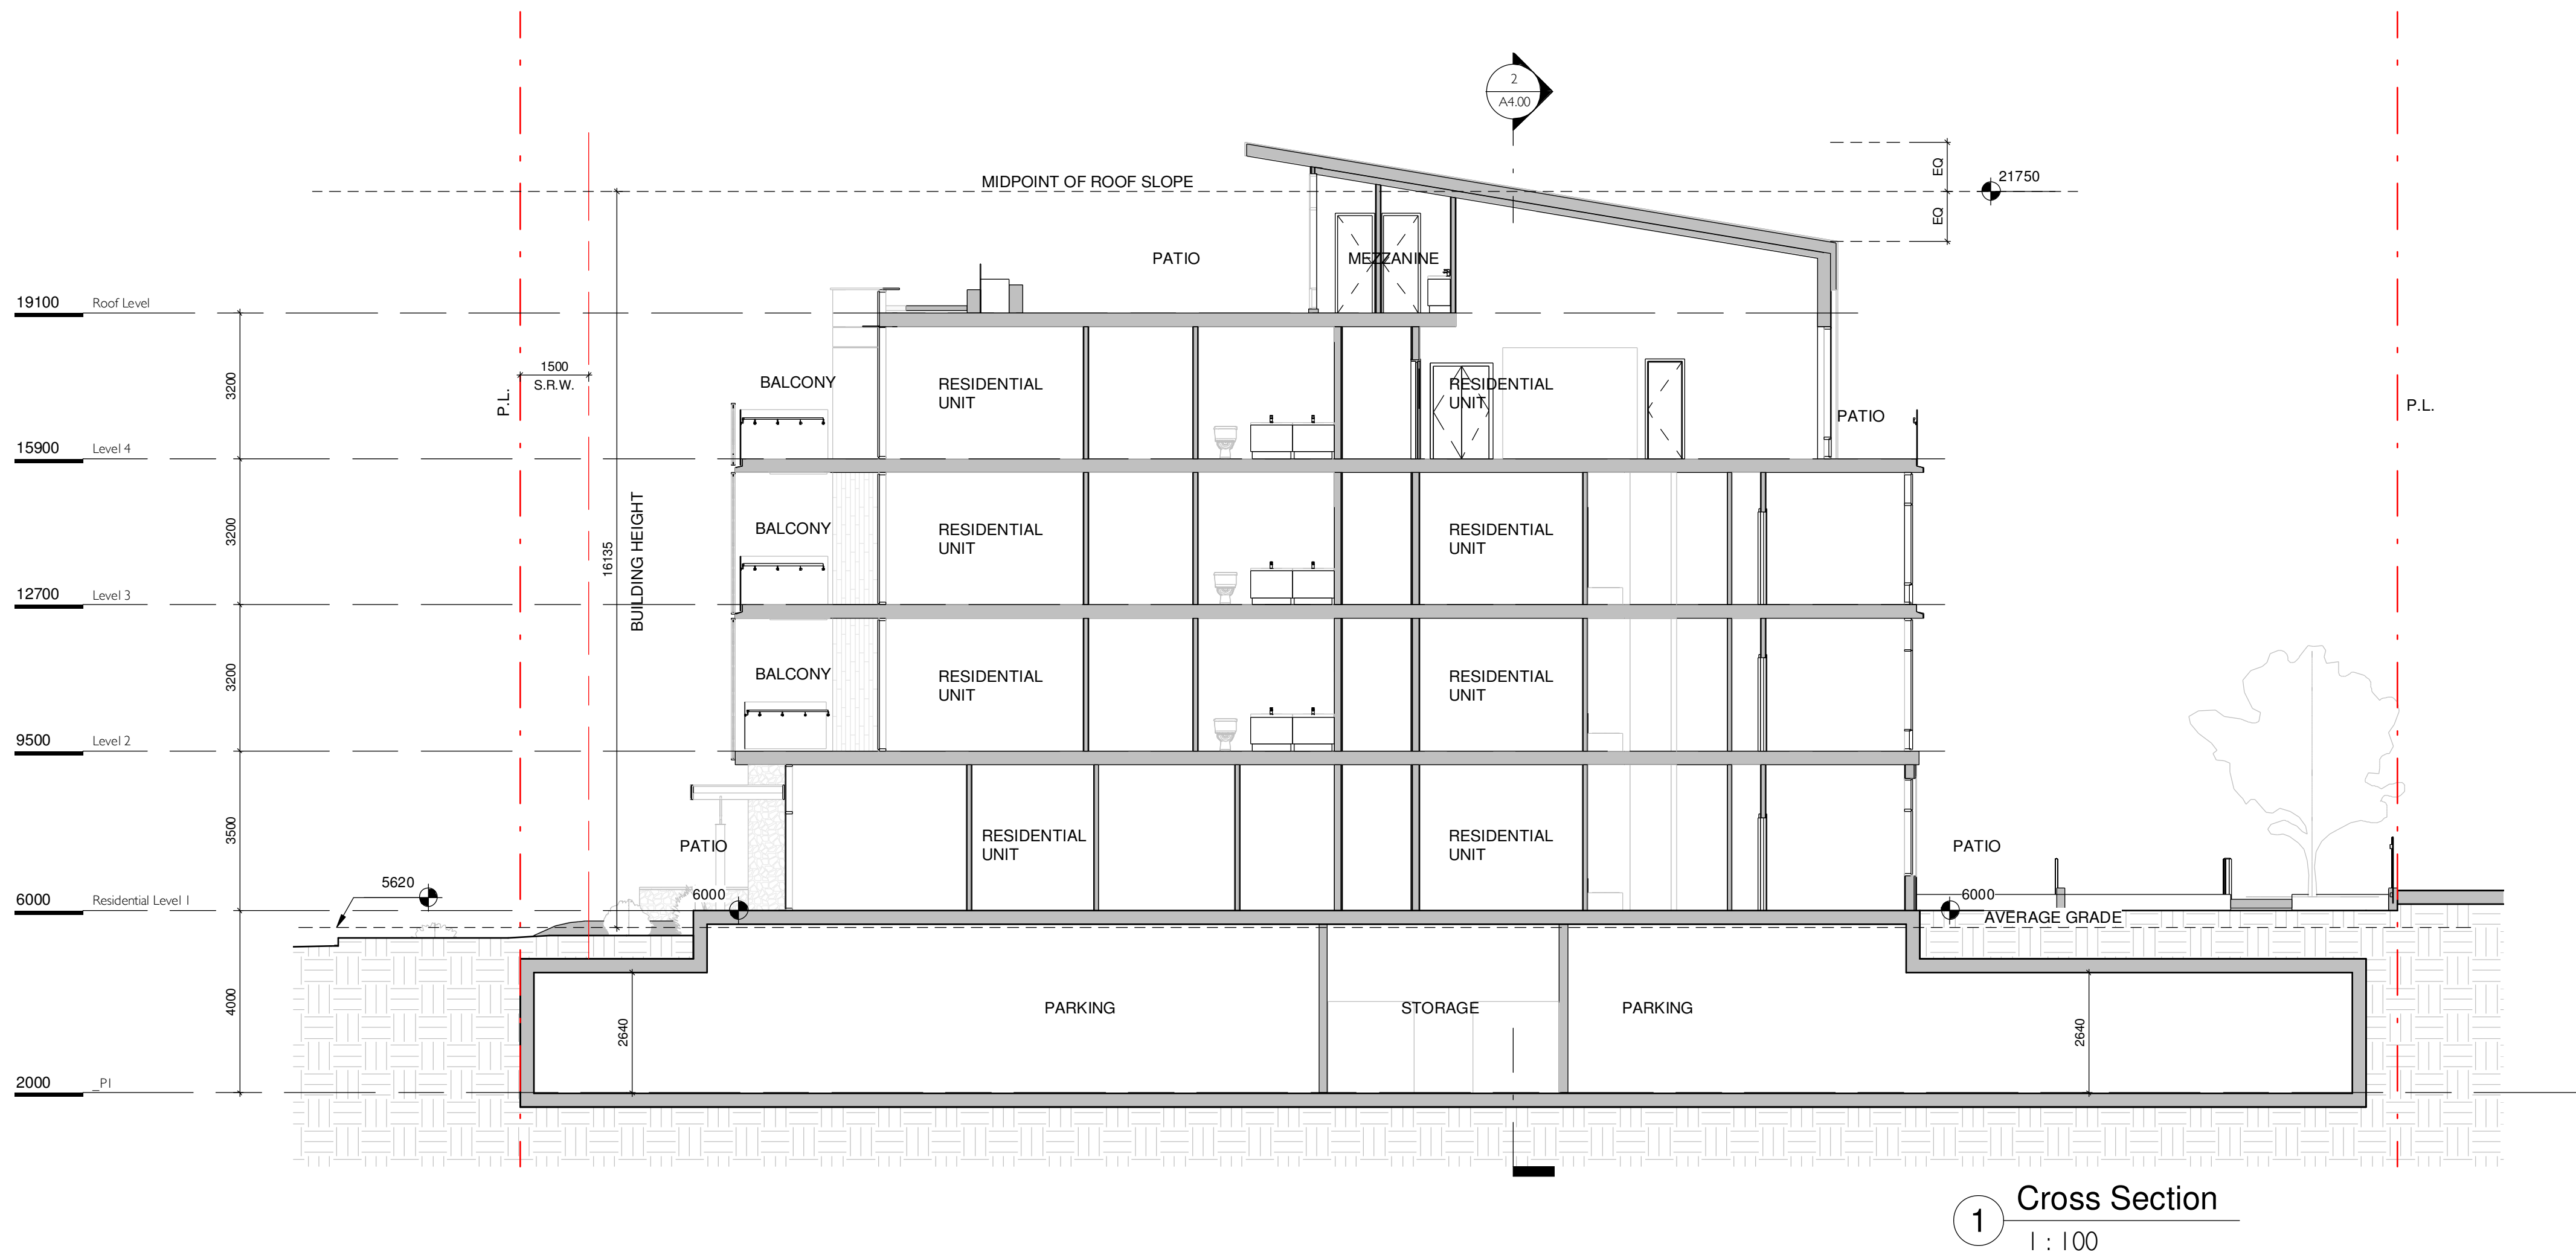 2
A4.00
MIDPOINT OF ROOF SLOPE
EQ
21750
EQ
PATIO
MEZZANINE
19100 Roof Level
1500
S.R.W.
P.L.
3200
BALCONY
RESIDENTIAL
UNIT
RESIDENTIAL
UNIT
PATIO
P.L.
15900 Level 4
3200
16135
BUILDING HEIGHT
BALCONY
RESIDENTIAL
UNIT
RESIDENTIAL
UNIT
12700 Level 3
3200
BALCONY
RESIDENTIAL
UNIT
RESIDENTIAL
UNIT
9500 Level 2
3500
PATIO
RESIDENTIAL
UNIT
RESIDENTIAL
UNIT
PATIO
5620
6000
6000
6000 Residential Level 1
AVERAGE GRADE
4000
2640
PARKING
STORAGE
PARKING
2640
2000 _P1
1
Cross Section
1 : 100